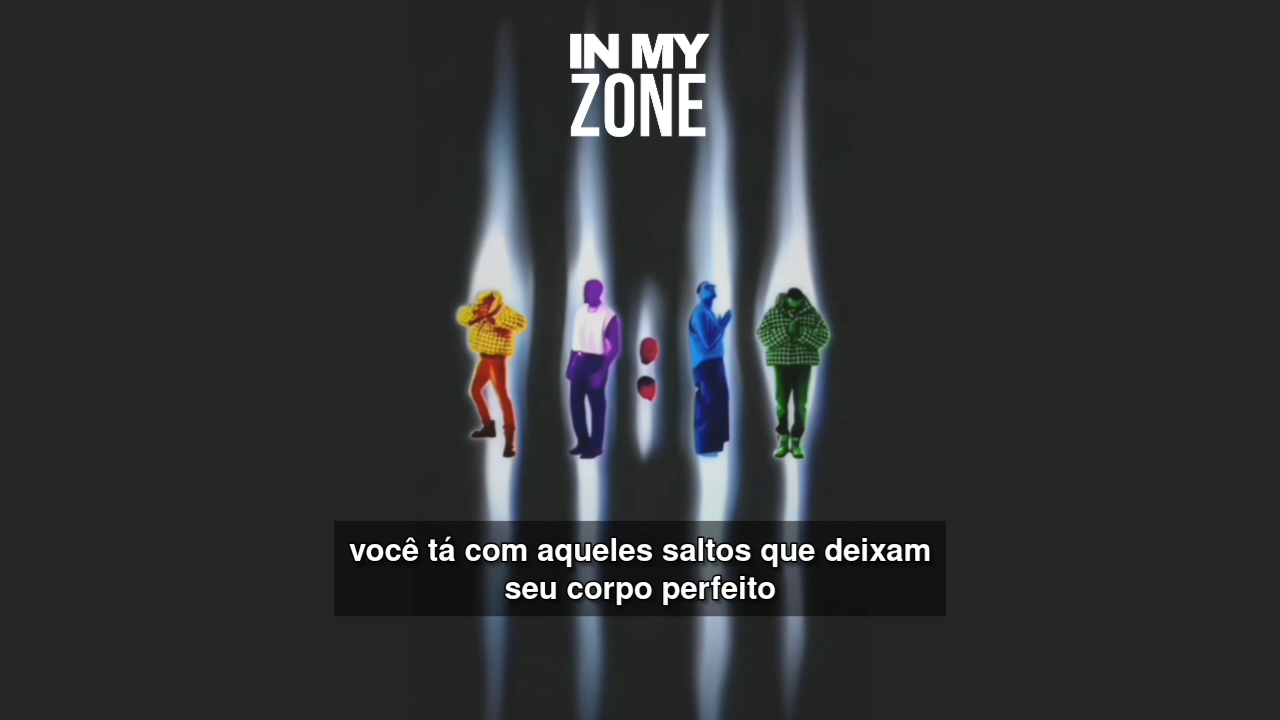 IN MY
ZONE
você tá com aqueles saltos que deixam
seu corpo perfeito